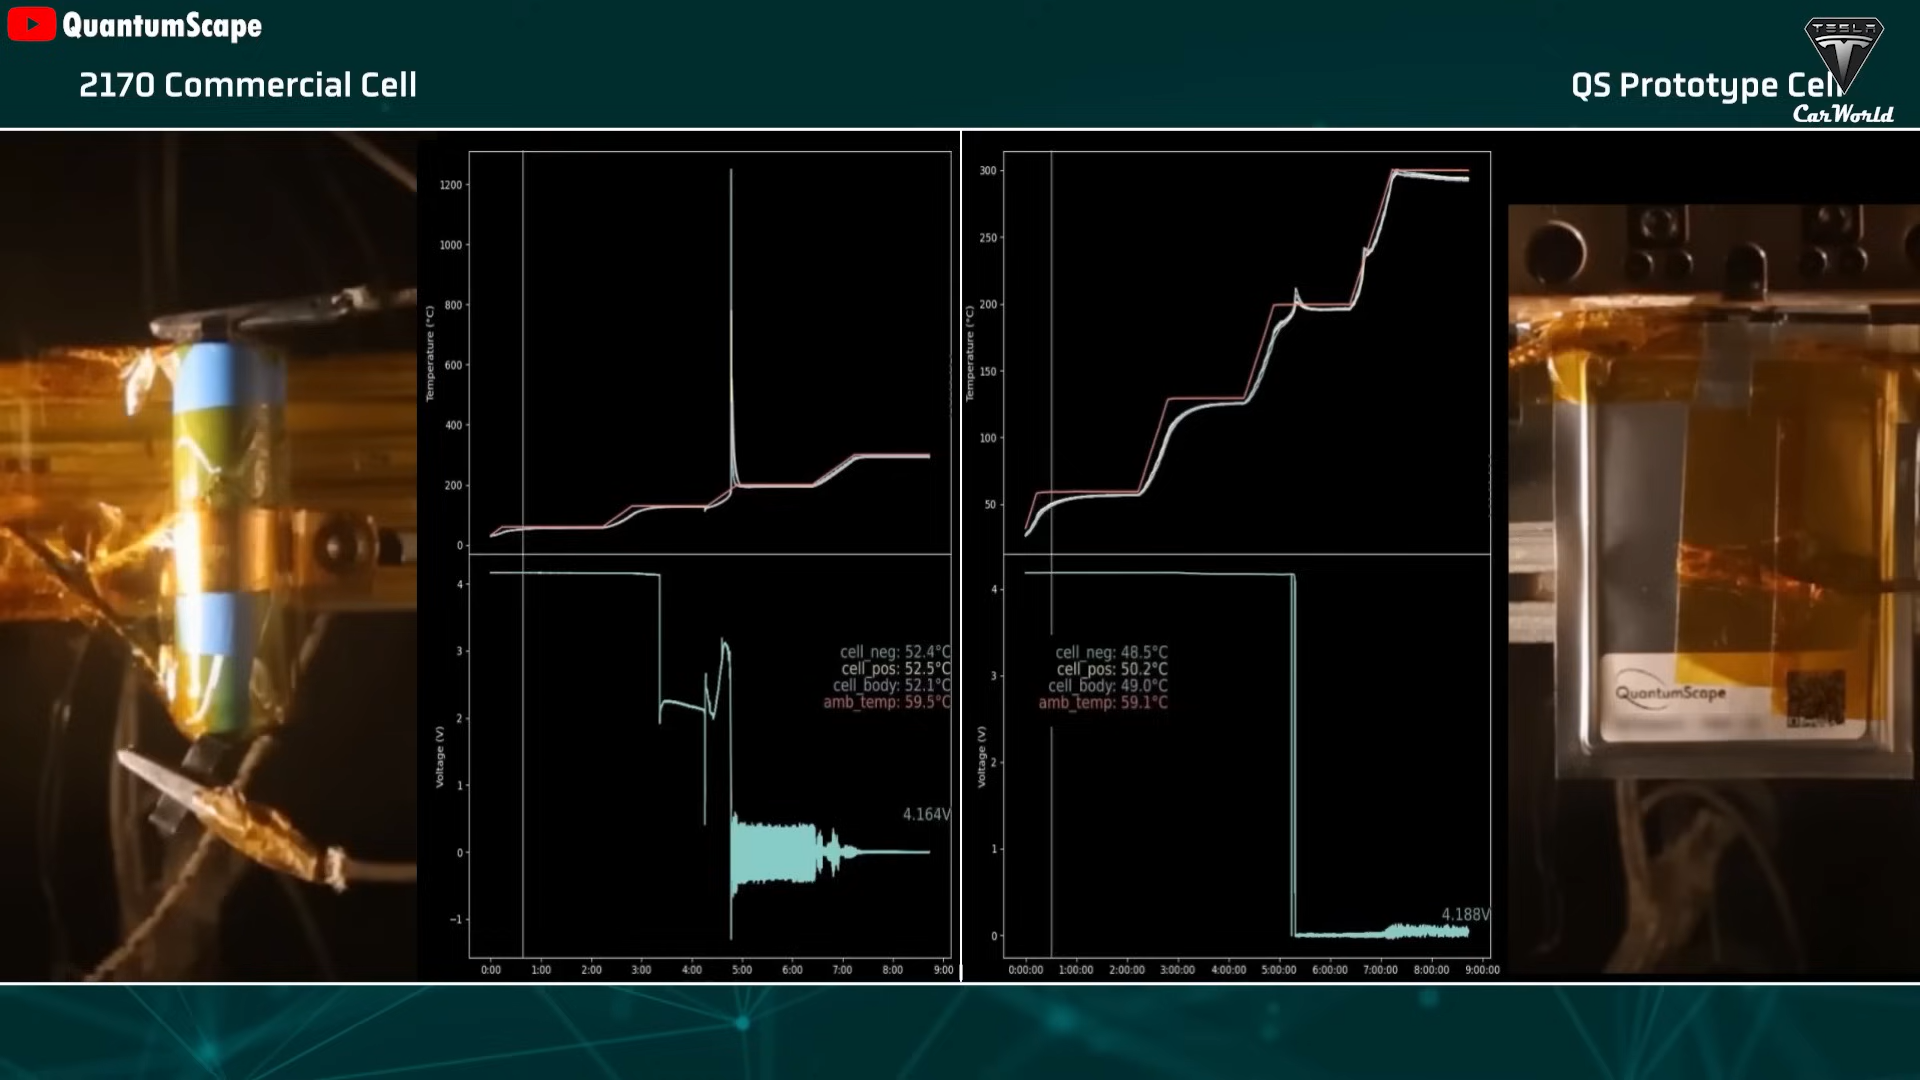 QuantumScape
2170 Commercial Cell
QS Prototype Cell
TESLA
CarWorld
Temperature (°C)
1200
1000
800
600
400
200
0
Voltage (V)
4
3
2
1
0
−1
cell_neg: 52.4°C
cell_pos: 52.5°C
cell_body: 52.1°C
amb_temp: 59.5°C
4.164V
0:00 1:00 2:00 3:00 4:00 5:00 6:00 7:00 8:00 9:00
Temperature (°C)
300
250
200
150
100
50
Voltage (V)
4
3
2
1
0
cell_neg: 48.5°C
cell_pos: 50.2°C
cell_body: 49.0°C
amb_temp: 59.1°C
4.188V
0:00:00 1:00:00 2:00:00 3:00:00 4:00:00 5:00:00 6:00:00 7:00:00 8:00:00 9:00:00
QuantumScape